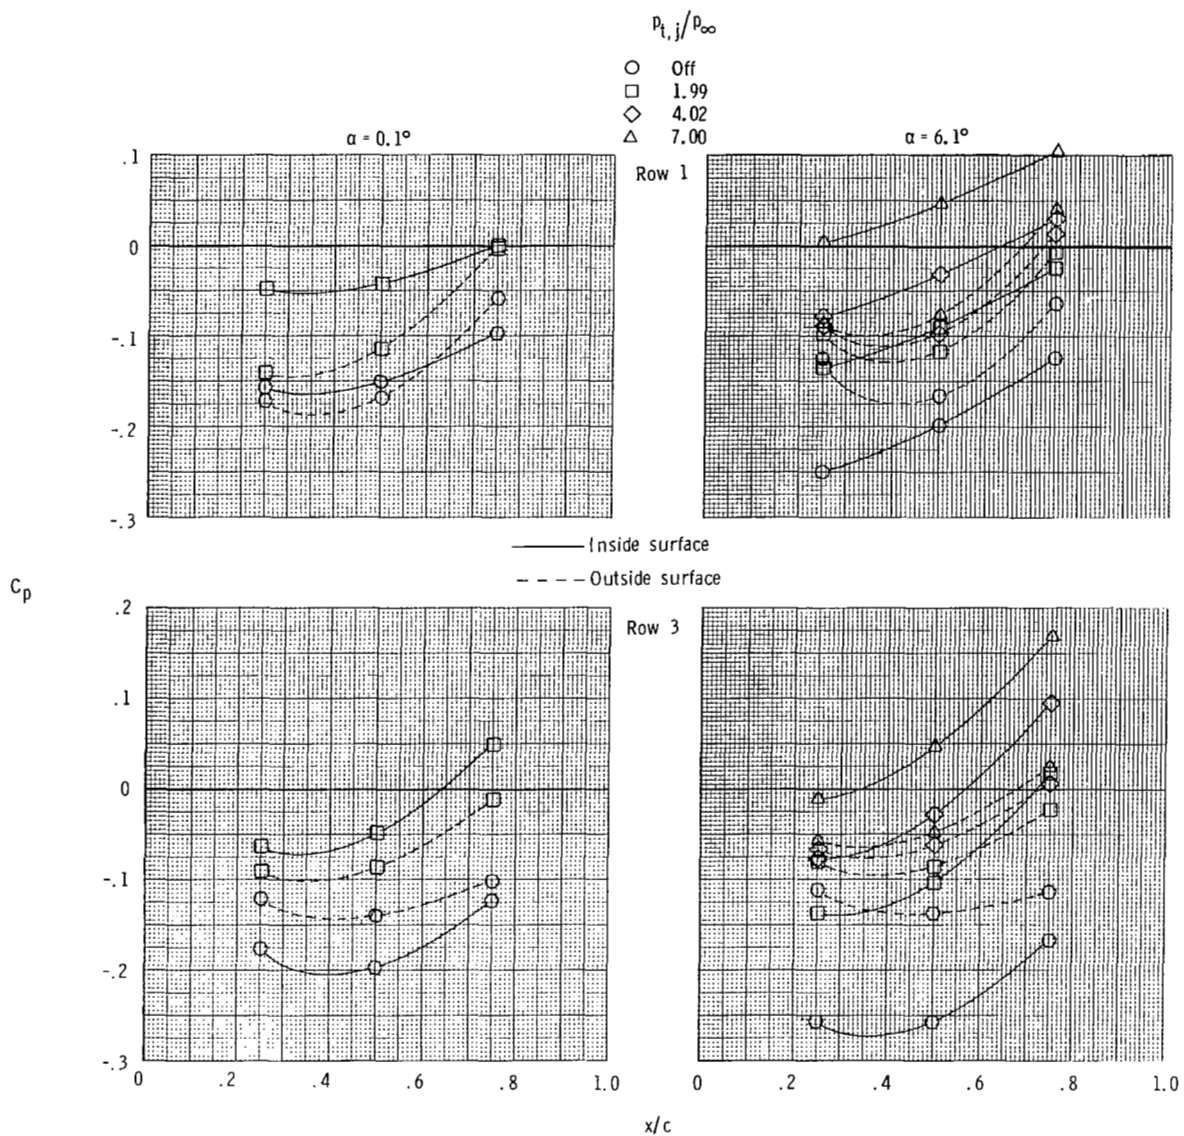 p_t,j/p_∞
Off
1.99
4.02
7.00
α = 0.1°
α = 6.1°
Row 1
.1
0
-.1
-.2
-.3
Inside surface
Outside surface
C_p
Row 3
.2
.1
0
-.1
-.2
-.3
0 .2 .4 .6 .8 1.0
0 .2 .4 .6 .8 1.0
x/c